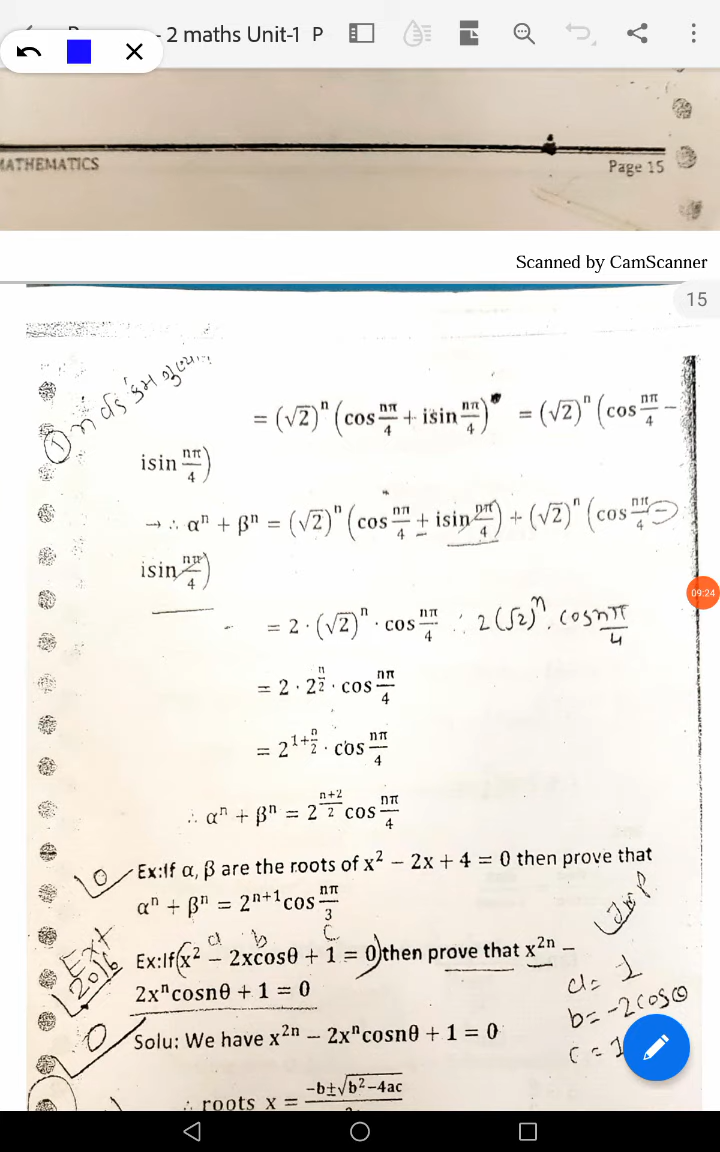 - 2 maths Unit-1 P
MATHEMATICS
Page 15
Scanned by CamScanner
15
= (√2)ⁿ (cos nπ/4 + isin nπ/4) = (√2)ⁿ (cos nπ/4 −
isin nπ/4)
→ ∴ αⁿ + βⁿ = (√2)ⁿ (cos nπ/4 + isin nπ/4) + (√2)ⁿ (cos nπ/4 −
isin nπ/4)
09:24
= 2 · (√2)ⁿ · cos nπ/4 ∴ 2(√2)ⁿ. cos nπ/4
= 2 · 2^(n/2) · cos nπ/4
= 2^(1+n/2) · cos nπ/4
∴ αⁿ + βⁿ = 2^((n+2)/2) cos nπ/4
Ex:If α, β are the roots of x² − 2x + 4 = 0 then prove that
αⁿ + βⁿ = 2ⁿ⁺¹cos nπ/3
Imp
a b c
Ext
2016
Ex:If(x² − 2xcosθ + 1 = 0)then prove that x²ⁿ −
2xⁿcosnθ + 1 = 0
a = 1
b = -2cosθ
c = 1
Solu: We have x²ⁿ − 2xⁿcosnθ + 1 = 0
∴ roots x = −b±√b²−4ac